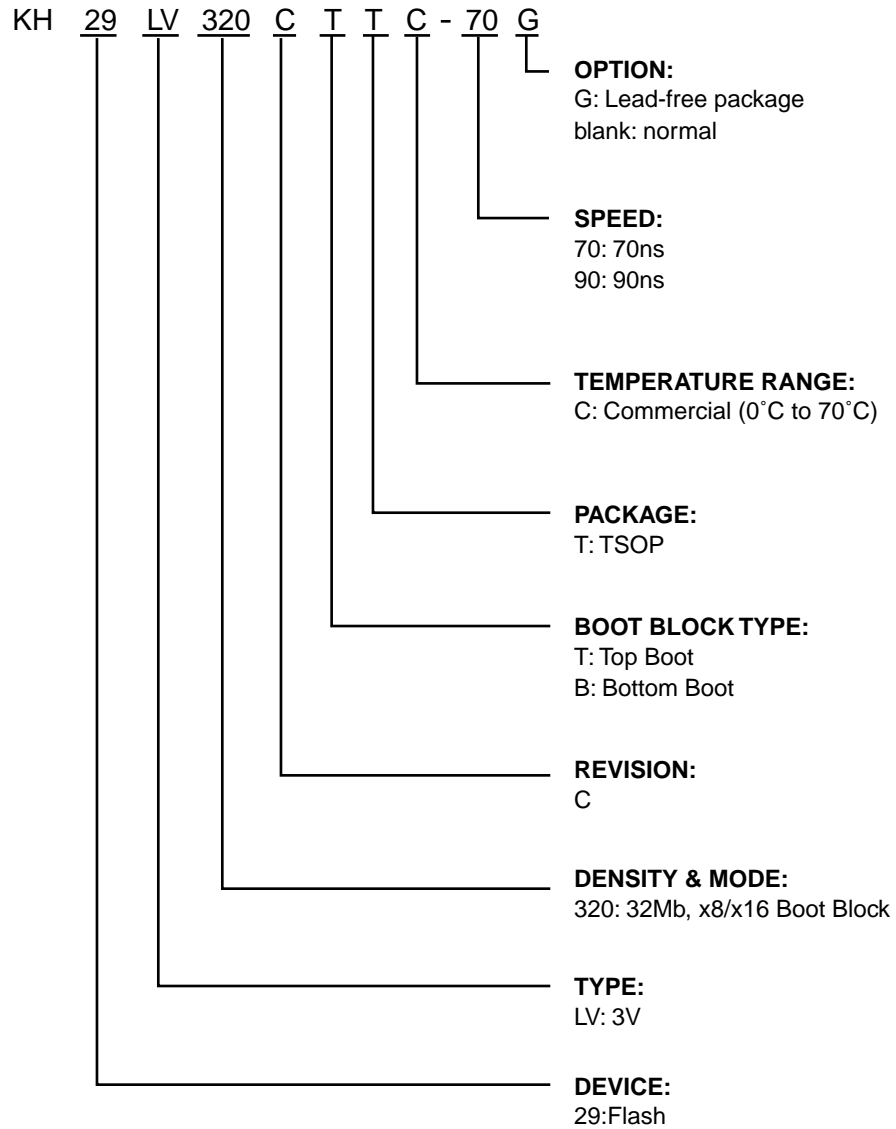 KH 29 LV 320 C T T C - 70 G
OPTION:
G: Lead-free package
blank: normal
SPEED:
70: 70ns
90: 90ns
TEMPERATURE RANGE:
C: Commercial (0˚C to 70˚C)
PACKAGE:
T: TSOP
BOOT BLOCK TYPE:
T: Top Boot
B: Bottom Boot
REVISION:
C
DENSITY & MODE:
320: 32Mb, x8/x16 Boot Block
TYPE:
LV: 3V
DEVICE:
29:Flash